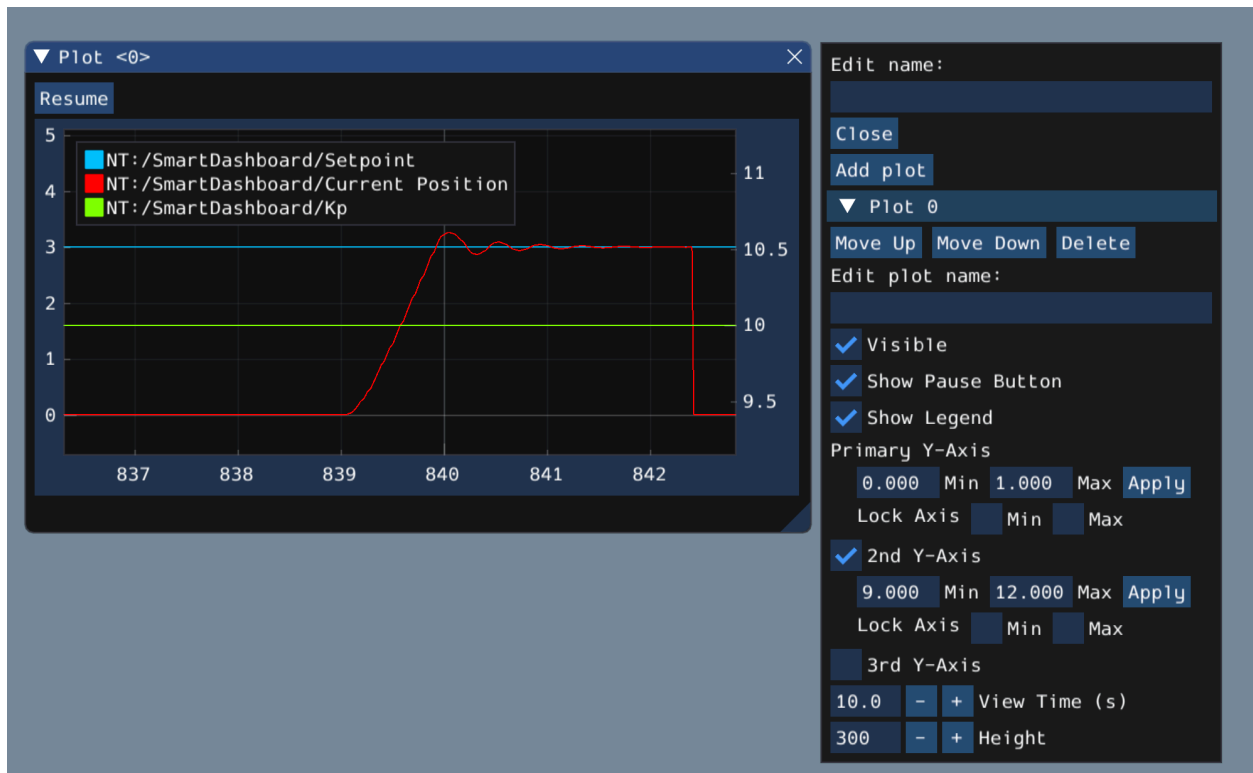 Plot <0>
Resume
5
4
3
2
1
0
NT:/SmartDashboard/Setpoint
NT:/SmartDashboard/Current Position
NT:/SmartDashboard/Kp
11
10.5
10
9.5
837 838 839 840 841 842
Edit name:
Close
Add plot
Plot 0
Move Up Move Down Delete
Edit plot name:
Visible
Show Pause Button
Show Legend
Primary Y-Axis
0.000 Min 1.000 Max Apply
Lock Axis Min Max
2nd Y-Axis
9.000 Min 12.000 Max Apply
Lock Axis Min Max
3rd Y-Axis
10.0 - + View Time (s)
300 - + Height